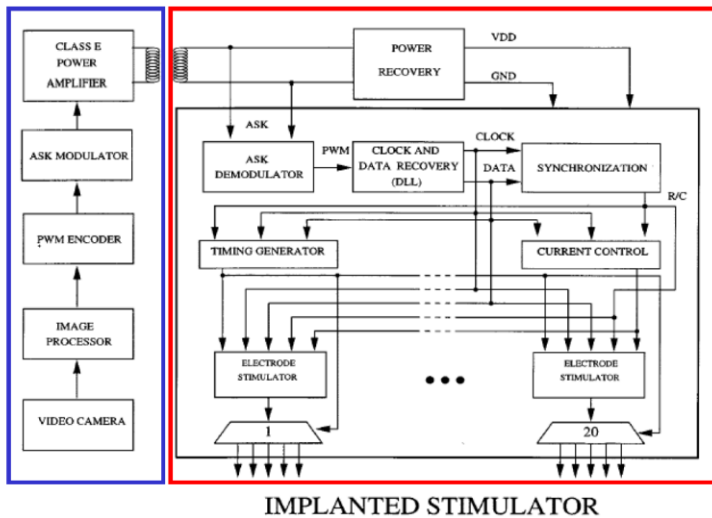 CLASS E
POWER
AMPLIFIER
ASK MODULATOR
PWM ENCODER
IMAGE
PROCESSOR
VIDEO CAMERA
POWER
RECOVERY
VDD
GND
ASK
ASK
DEMODULATOR
PWM
CLOCK AND
DATA RECOVERY
(DLL)
CLOCK
DATA
SYNCHRONIZATION
R/C
TIMING GENERATOR
CURRENT CONTROL
ELECTRODE
STIMULATOR
ELECTRODE
STIMULATOR
1
20
IMPLANTED STIMULATOR